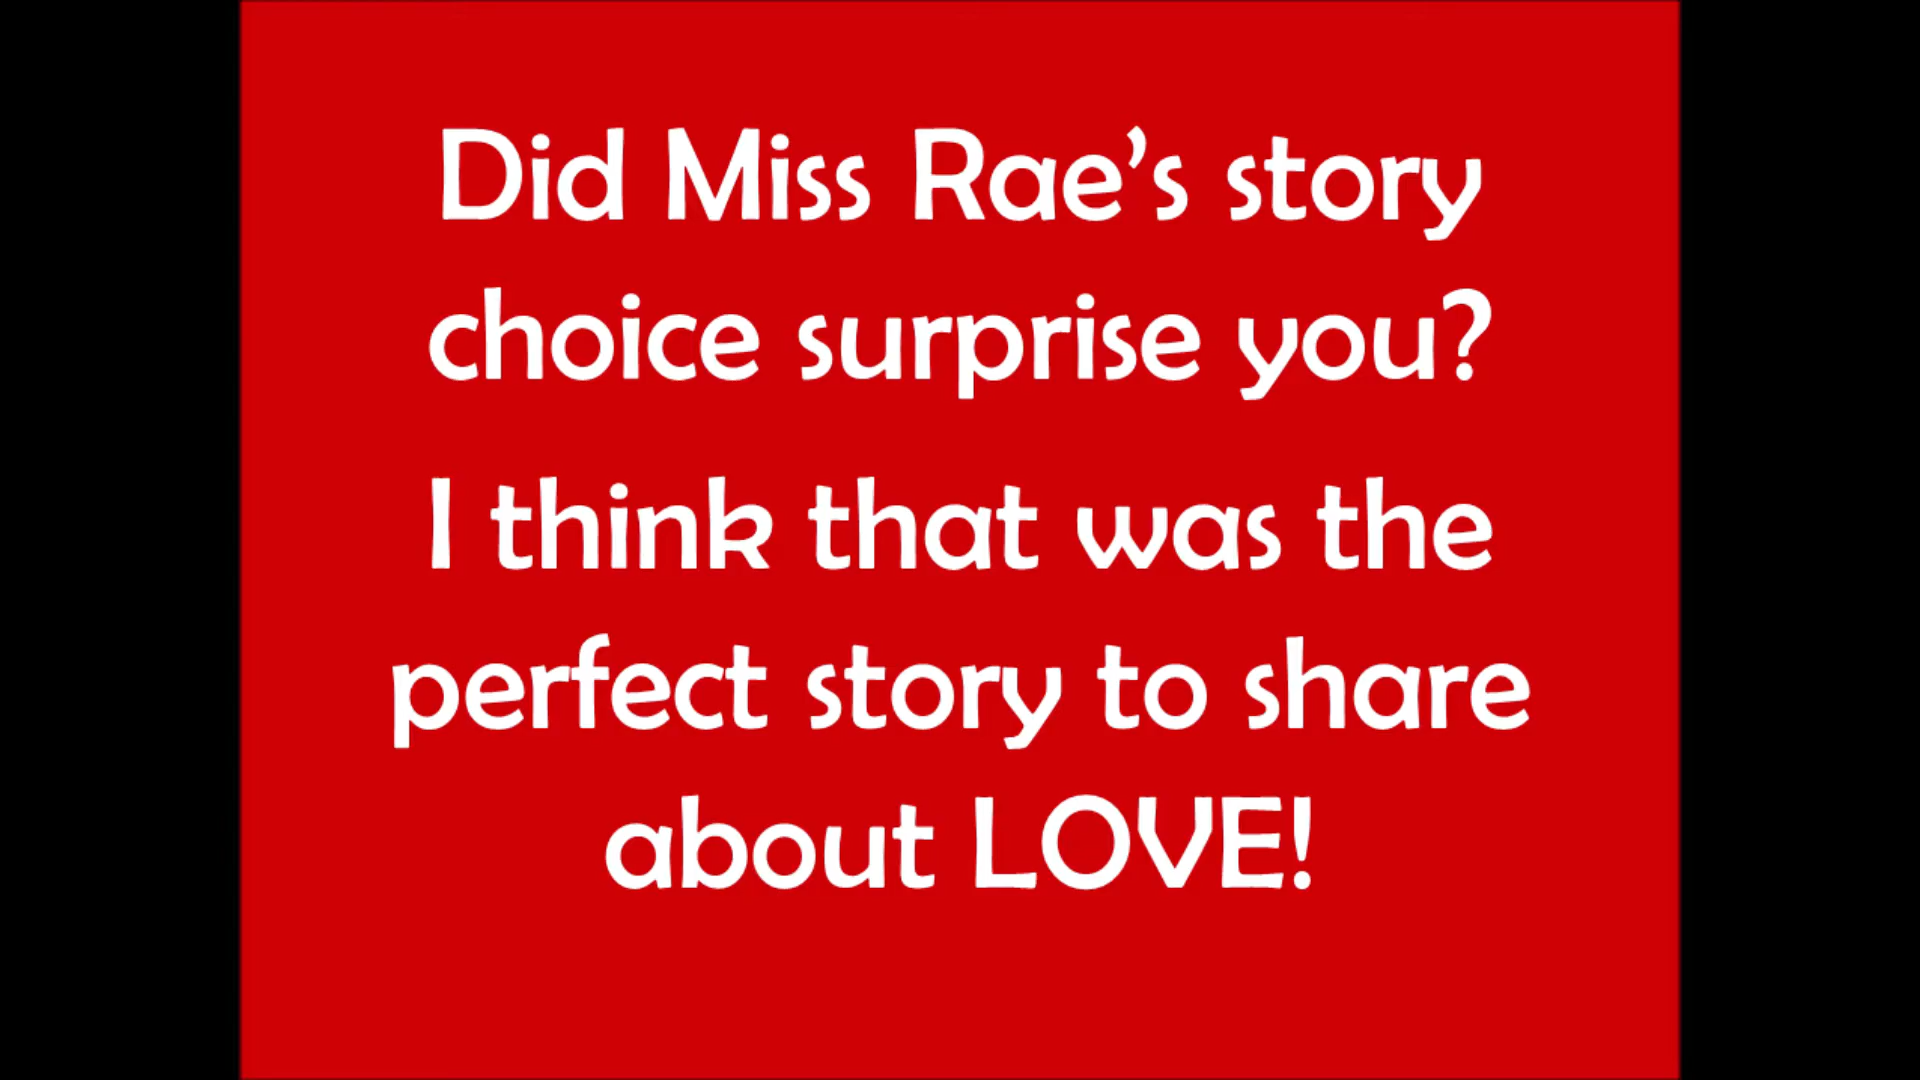 Did Miss Rae’s story
choice surprise you?
I think that was the
perfect story to share
about LOVE!